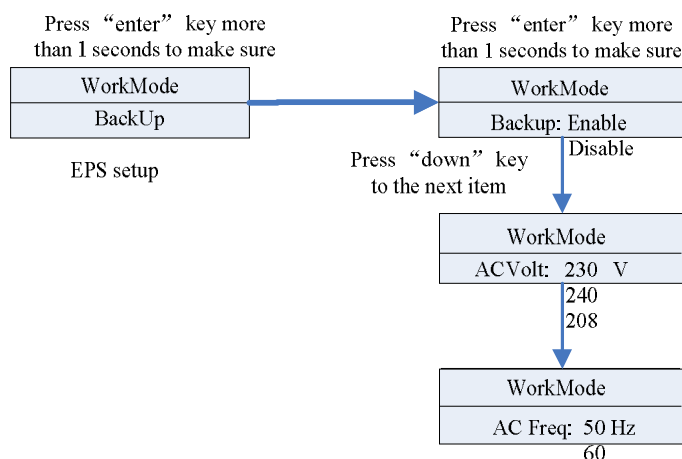 Press “enter” key more
than 1 seconds to make sure
WorkMode
BackUp
EPS setup
Press “enter” key more
than 1 seconds to make sure
WorkMode
Backup: Enable
Disable
Press “down” key
to the next item
WorkMode
ACVolt: 230 V
240
208
WorkMode
AC Freq: 50 Hz
60